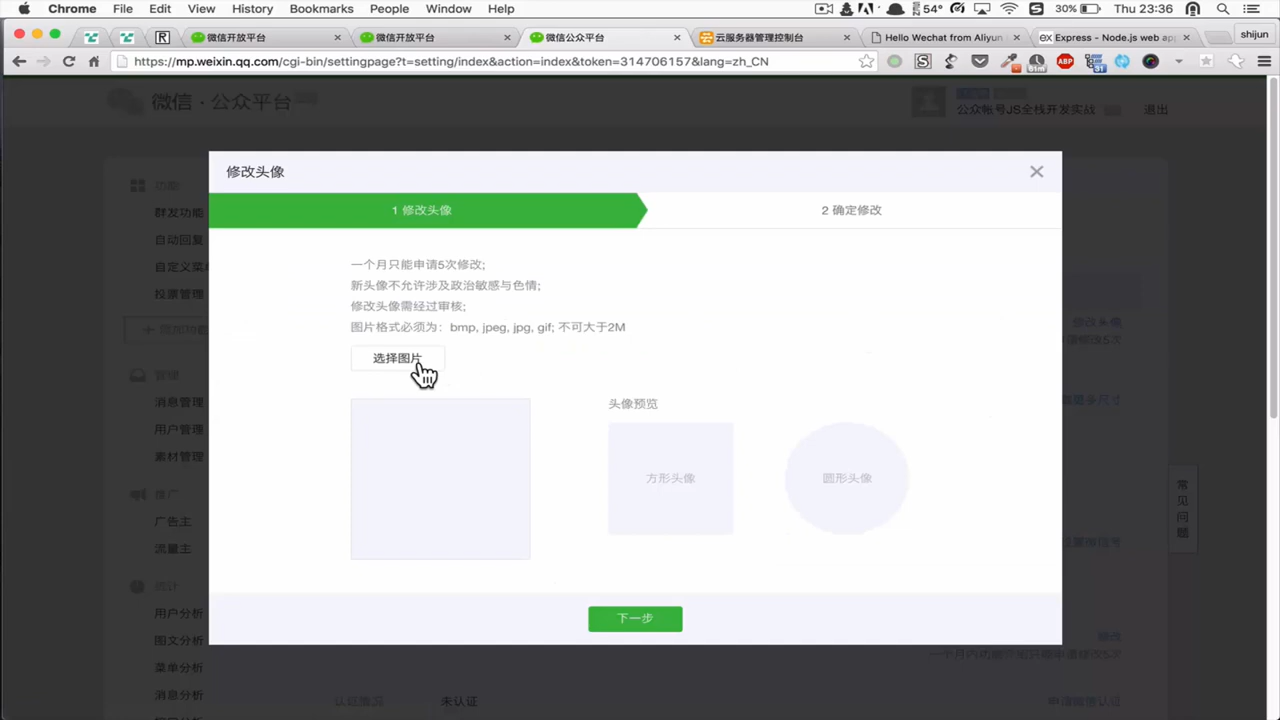 Chrome File Edit View History Bookmarks People Window Help
54° 30% Thu 23:36
微信开放平台 微信开放平台 微信公众平台 云服务器管理控制台 Hello Wechat from Aliyun Express - Node.js web ap shijun
https://mp.weixin.qq.com/cgi-bin/settingpage?t=setting/index&action=index&token=314706157&lang=zh_CN
微信·公众平台
公众帐号JS全栈开发实战 退出
修改头像
1 修改头像 2 确定修改
功能
群发功能
自动回复
投票管理
一个月只能申请5次修改;
新头像不允许涉及政治敏感与色情;
修改头像需经过审核;
图片格式必须为: bmp, jpeg, jpg, gif; 不可大于2M
选择图片
头像预览
方形头像 圆形头像
下一步
修改头像
管理
消息管理
用户管理
素材管理
推广
广告主
流量主
统计
用户分析
图文分析
菜单分析
消息分析
常见问题
修改
未认证